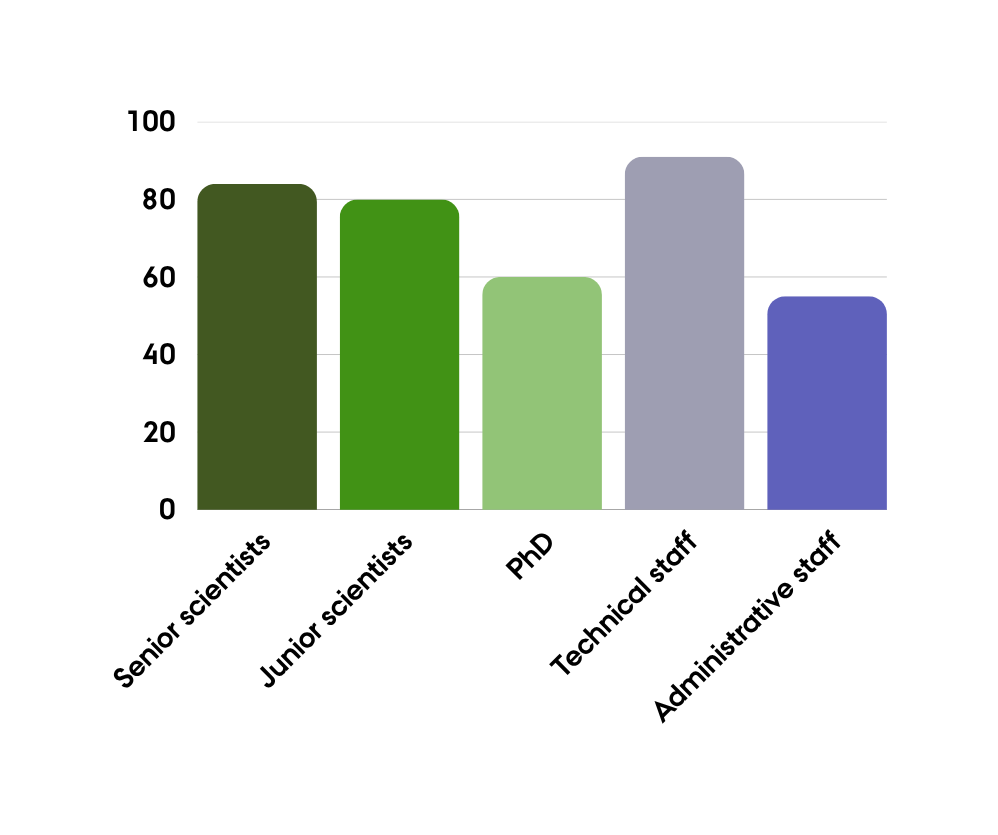 100
80
60
40
20
0
Senior scientists
Junior scientists
PhD
Technical staff
Administrative staff